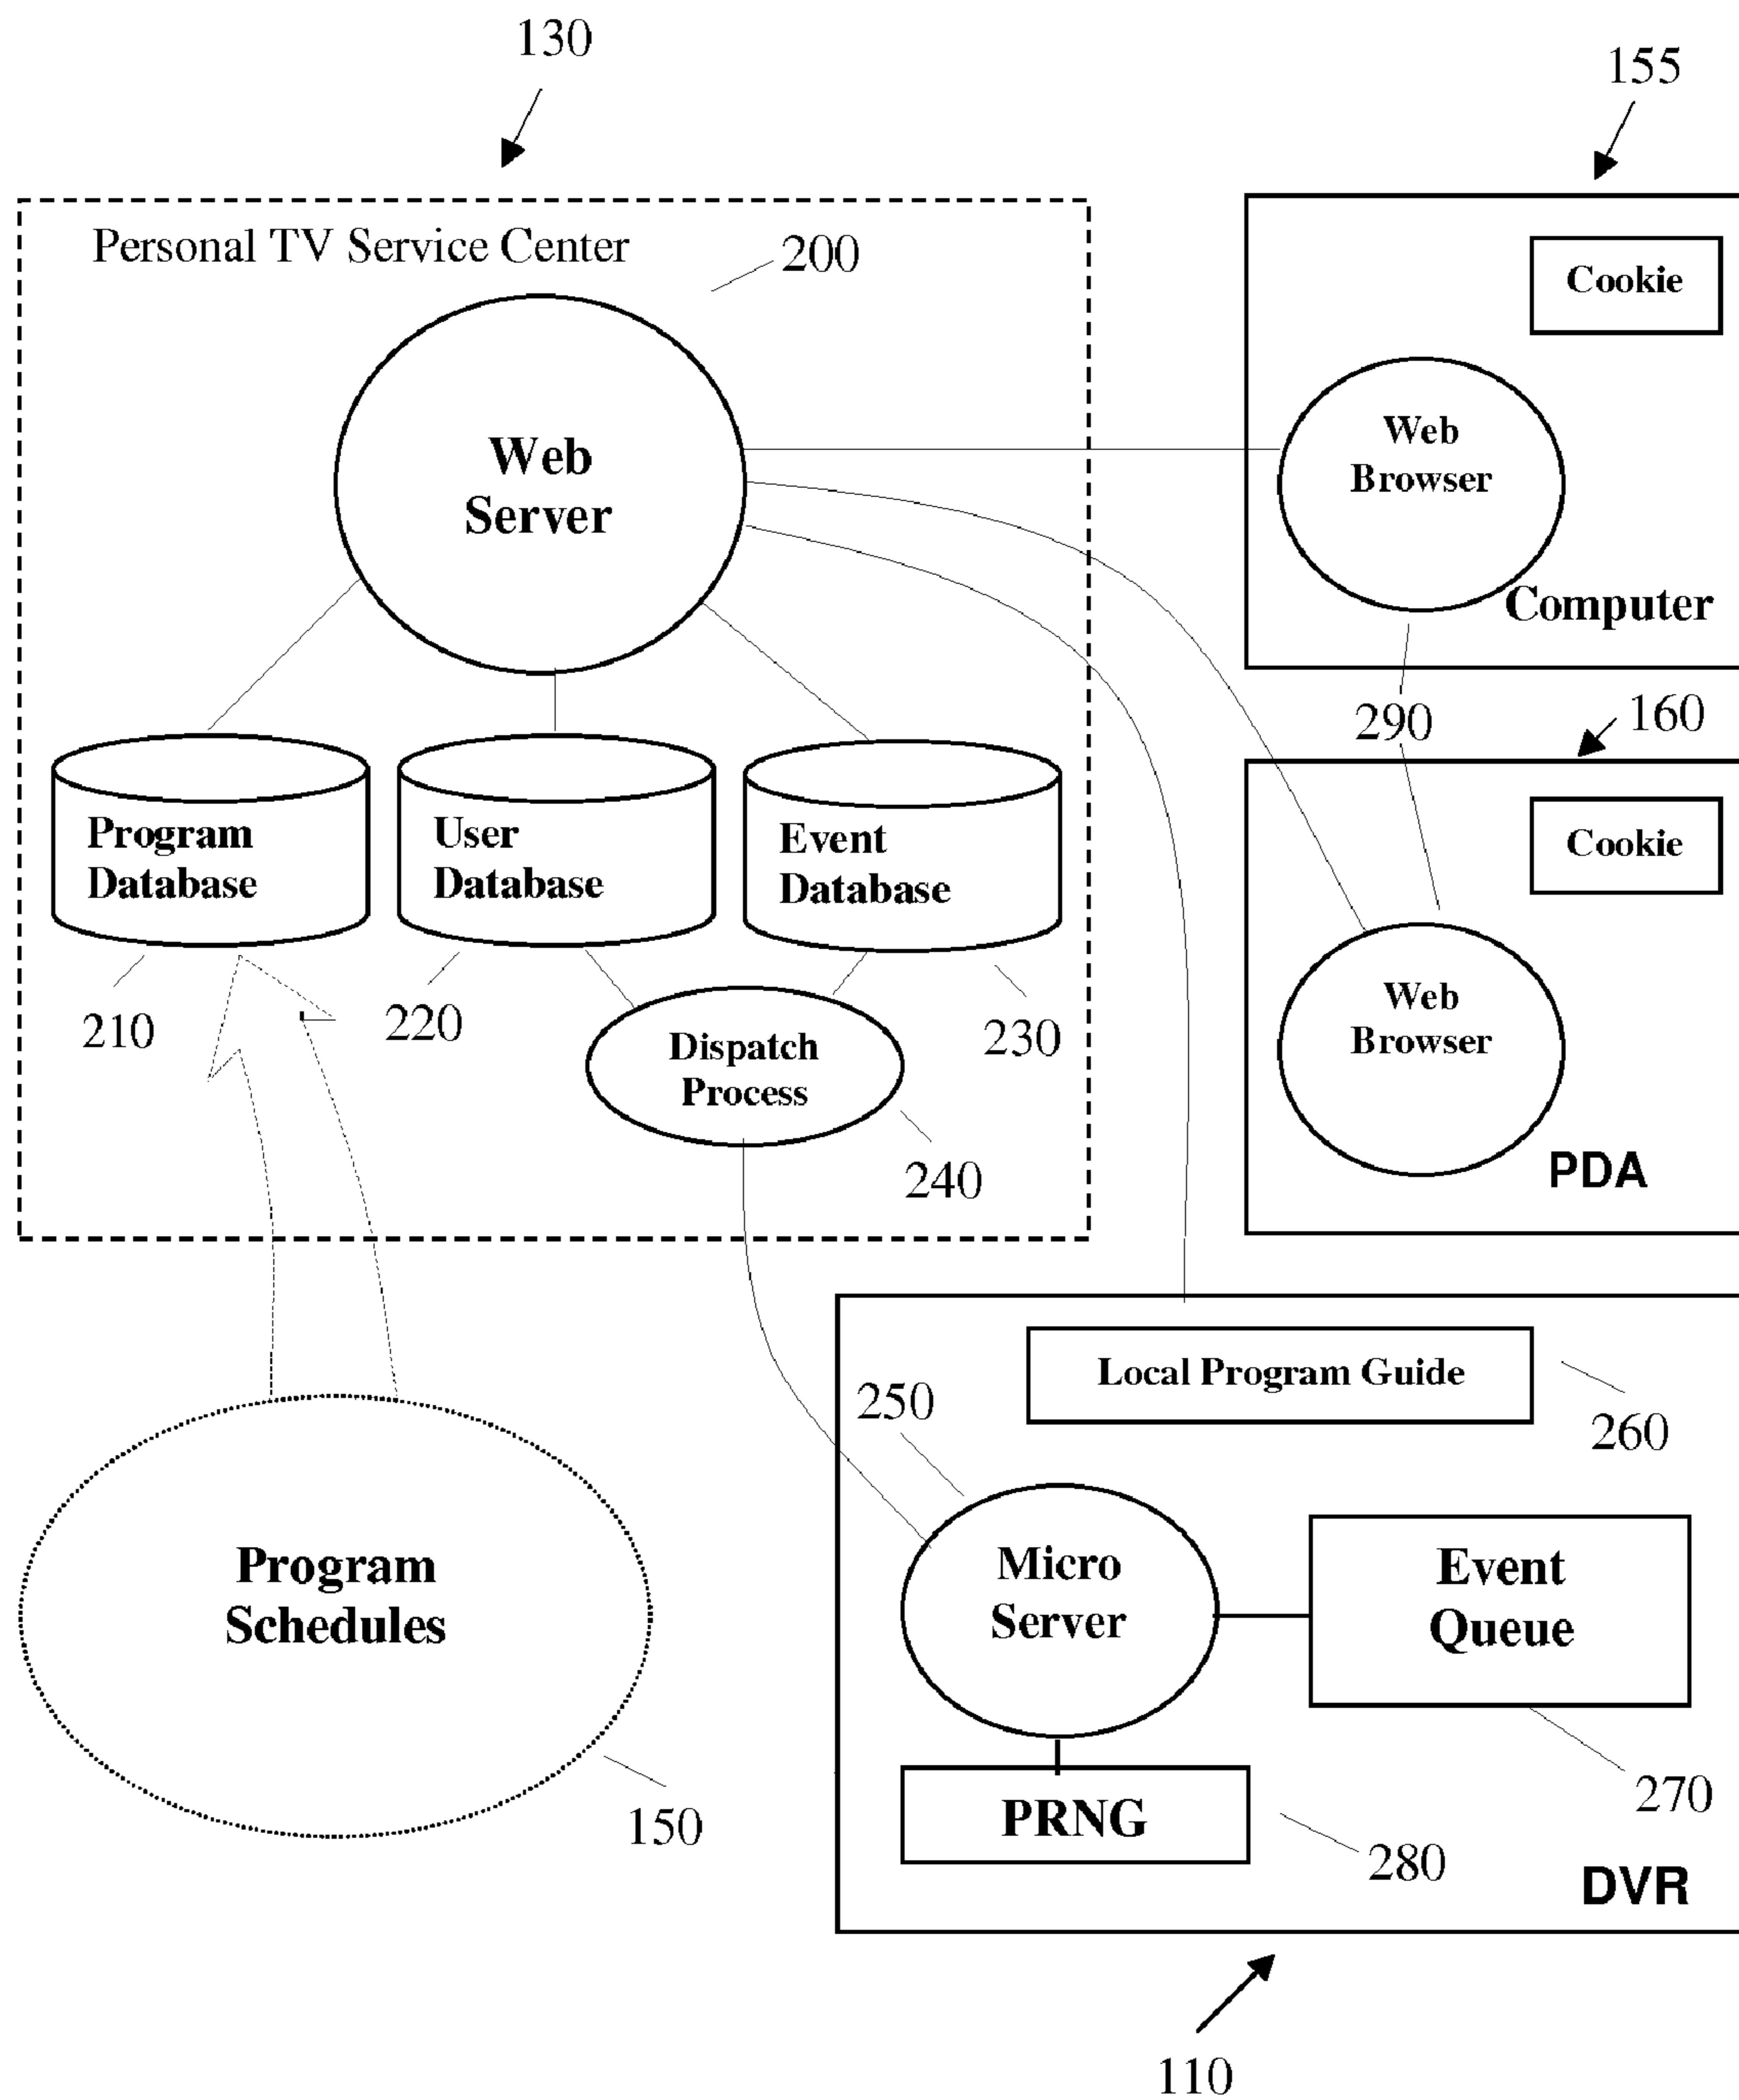 130
155
Personal TV Service Center
200
Cookie
Web
Server
Web
Browser
Computer
290
160
Program
Database
User
Database
Event
Database
Cookie
210
220
230
Web
Browser
Dispatch
Process
240
PDA
Local Program Guide
250
260
Program
Schedules
Micro
Server
Event
Queue
150
PRNG
270
280
DVR
110